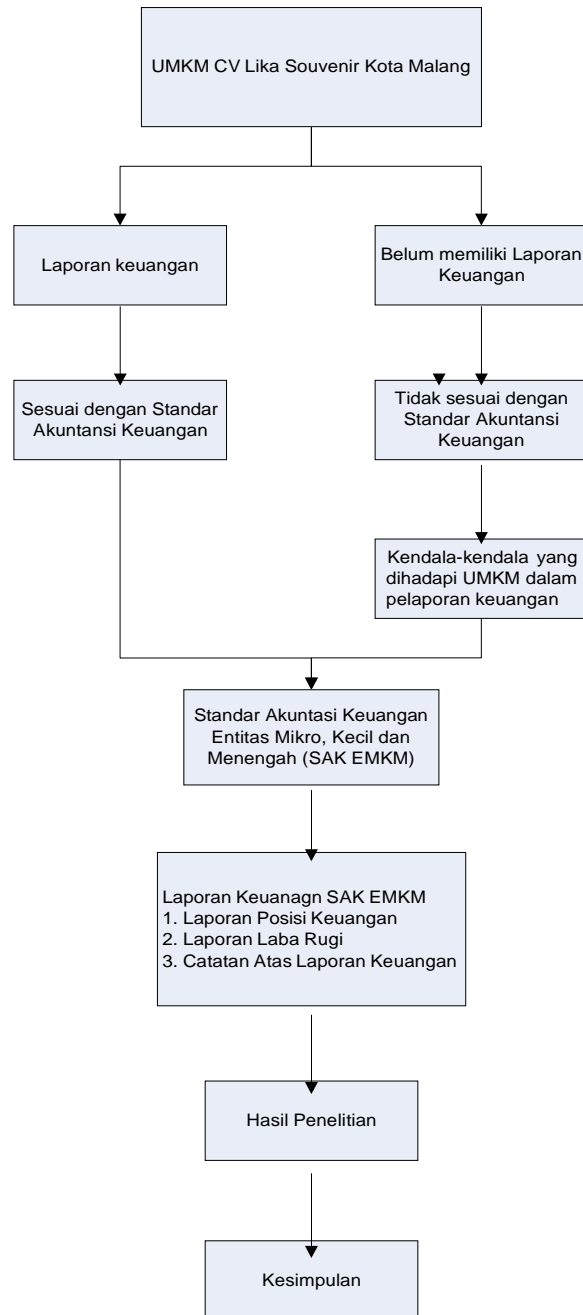 UMKM CV Lika Souvenir Kota Malang
Laporan keuangan
Belum memiliki Laporan
Keuangan
Sesuai dengan Standar
Akuntansi Keuangan
Tidak sesuai dengan
Standar Akuntansi
Keuangan
Kendala-kendala yang
dihadapi UMKM dalam
pelaporan keuangan
Standar Akuntasi Keuangan
Entitas Mikro, Kecil dan
Menengah (SAK EMKM)
Laporan Keuanagn SAK EMKM
1. Laporan Posisi Keuangan
2. Laporan Laba Rugi
3. Catatan Atas Laporan Keuangan
Hasil Penelitian
Kesimpulan